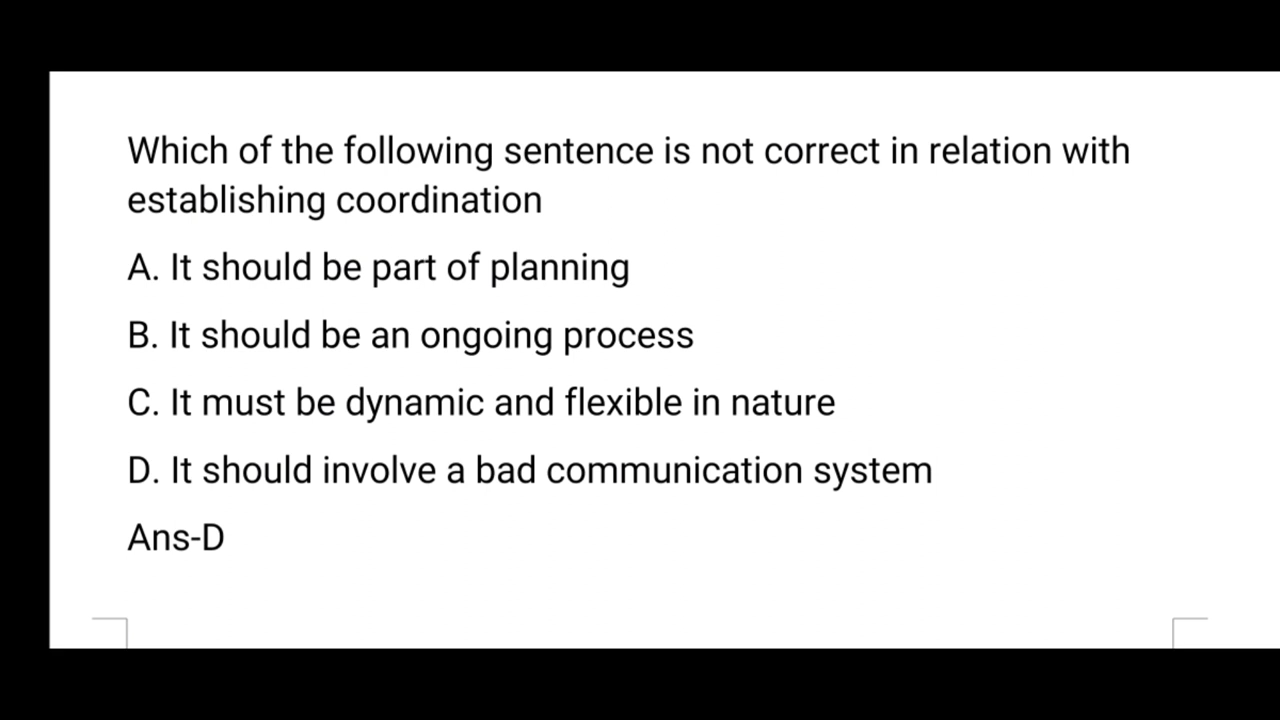 Which of the following sentence is not correct in relation with
establishing coordination
A. It should be part of planning
B. It should be an ongoing process
C. It must be dynamic and flexible in nature
D. It should involve a bad communication system
Ans-D